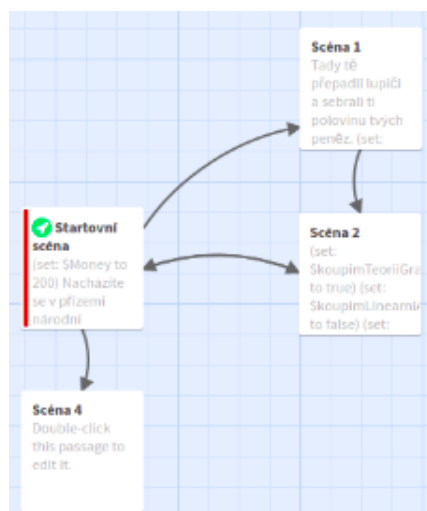 Scéna 1
Tady tě
přepadli lupiči
a sebrali ti
polovinu tvých
peněz. (set:
Startovní
scéna
(set: $Money to
200) Nacházíte
se v přízemí
národní
Scéna 2
(set:
$koupimTeoriiGra
to true) (set:
$koupimLinearniA
to false) (set:
Scéna 4
Double-click
this passage to
edit it.